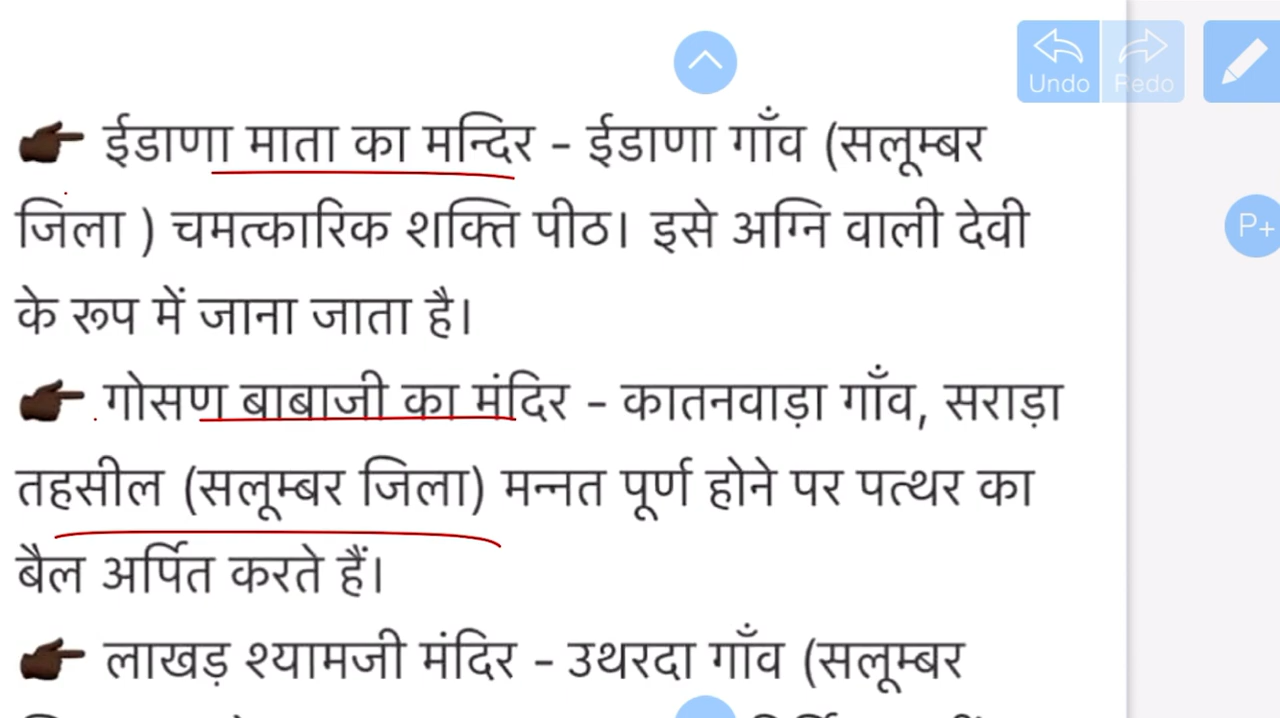 Undo
Redo
ईडाणा माता का मन्दिर - ईडाणा गाँव (सलूम्बर
जिला ) चमत्कारिक शक्ति पीठ। इसे अग्नि वाली देवी
P+
के रूप में जाना जाता है।
गोसण बाबाजी का मंदिर - कातनवाड़ा गाँव, सराड़ा
तहसील (सलूम्बर जिला) मन्नत पूर्ण होने पर पत्थर का
बैल अर्पित करते हैं।
लाखड़ श्यामजी मंदिर - उथरदा गाँव (सलूम्बर